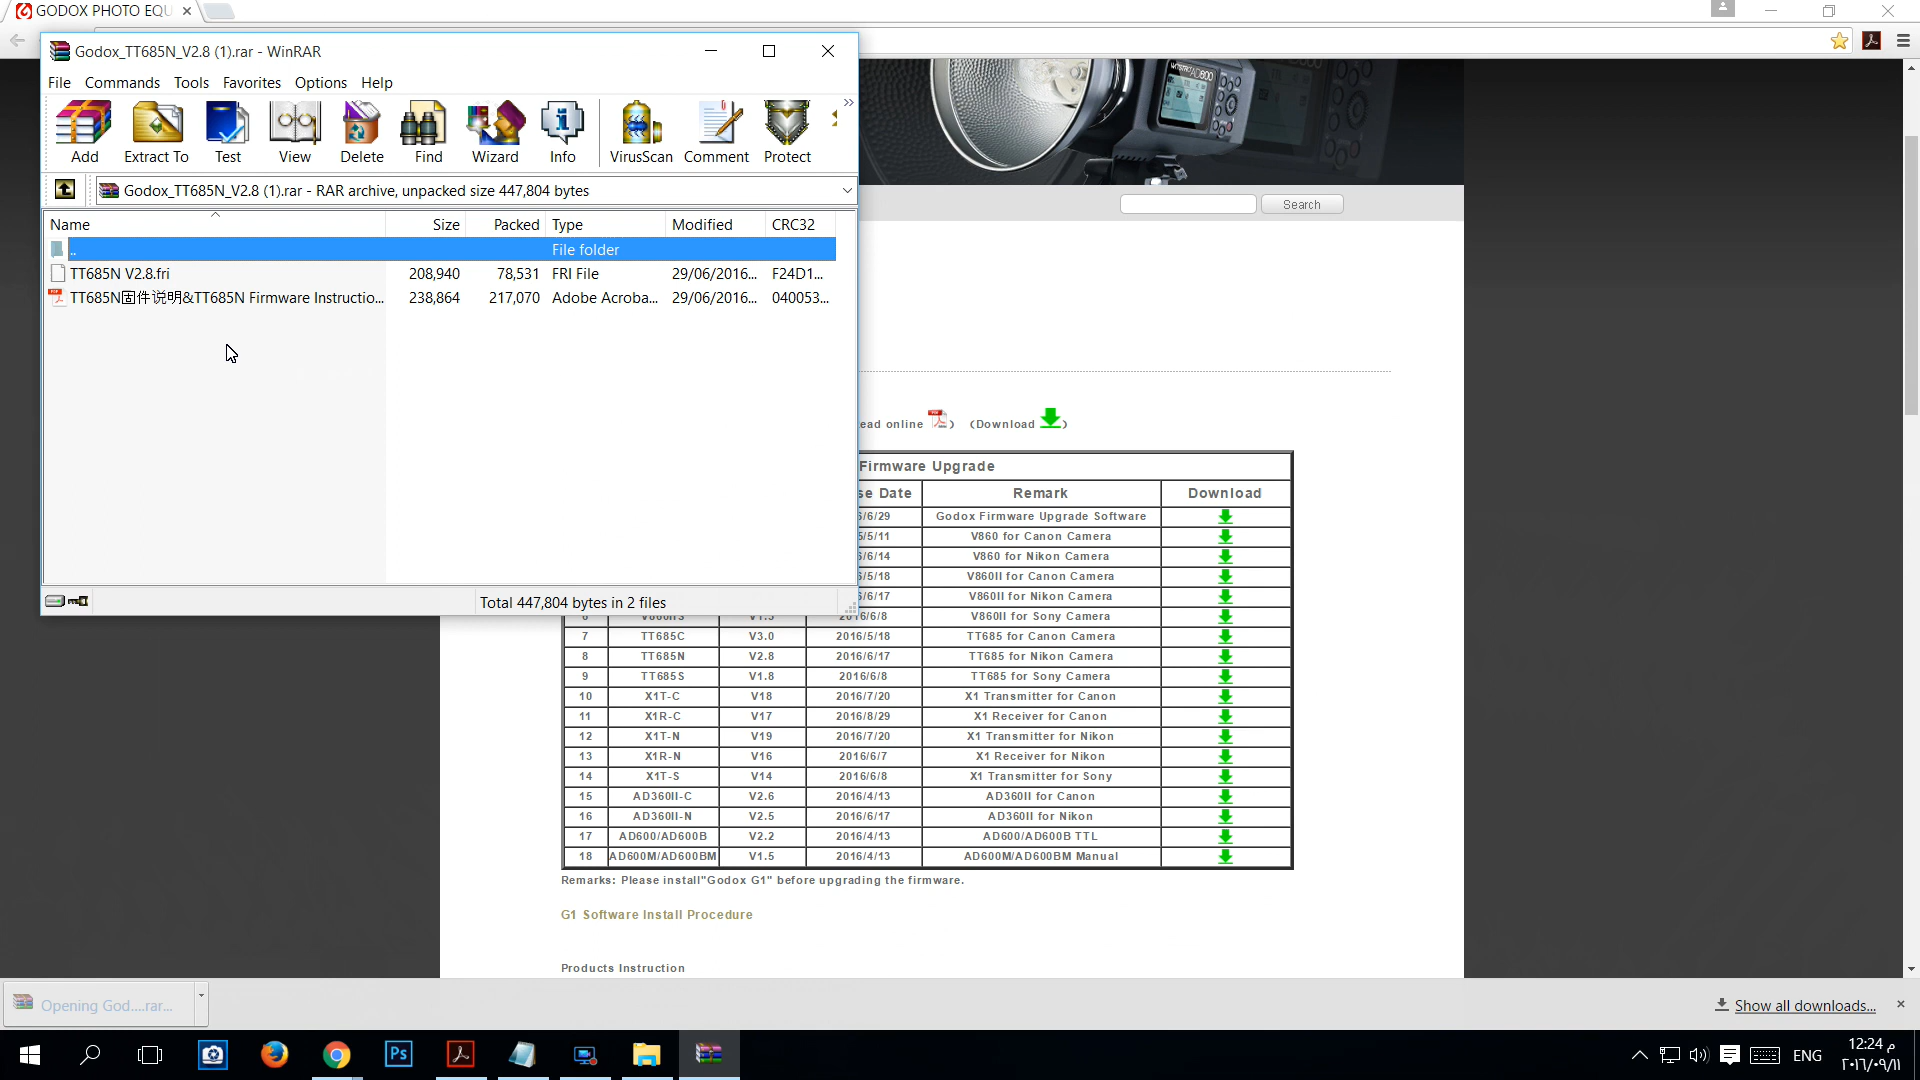 GODOX PHOTO EQU
Godox_TT685N_V2.8 (1).rar - WinRAR
File Commands Tools Favorites Options Help
Add Extract To Test View Delete Find Wizard Info VirusScan Comment Protect
Godox_TT685N_V2.8 (1).rar - RAR archive, unpacked size 447,804 bytes
Search
Name Size Packed Type Modified CRC32
.. File folder
TT685N V2.8.fri 208,940 78,531 FRI File 29/06/2016... F24D1...
TT685N固件说明&TT685N Firmware Instructio... 238,864 217,070 Adobe Acroba... 29/06/2016... 040053...
ead online ) (Download )
Firmware Upgrade
se Date Remark Download
6/6/29 Godox Firmware Upgrade Software
5/5/11 V860 for Canon Camera
6/6/14 V860 for Nikon Camera
6/5/18 V860II for Canon Camera
6/6/17 V860II for Nikon Camera
Total 447,804 bytes in 2 files
6 V860IIS V1.5 2016/6/8 V860II for Sony Camera
7 TT685C V3.0 2016/5/18 TT685 for Canon Camera
8 TT685N V2.8 2016/6/17 TT685 for Nikon Camera
9 TT685S V1.8 2016/6/8 TT685 for Sony Camera
10 X1T-C V18 2016/7/20 X1 Transmitter for Canon
11 X1R-C V17 2016/8/29 X1 Receiver for Canon
12 X1T-N V19 2016/7/20 X1 Transmitter for Nikon
13 X1R-N V16 2016/6/7 X1 Receiver for Nikon
14 X1T-S V14 2016/6/8 X1 Transmitter for Sony
15 AD360II-C V2.6 2016/4/13 AD360II for Canon
16 AD360II-N V2.5 2016/6/17 AD360II for Nikon
17 AD600/AD600B V2.2 2016/4/13 AD600/AD600B TTL
18 AD600M/AD600BM V1.5 2016/4/13 AD600M/AD600BM Manual
Remarks: Please install"Godox G1" before upgrading the firmware.
G1 Software Install Procedure
Products Instruction
Opening God....rar...
Show all downloads...
Ps
ENG
12:24 م
٢٠١٦/٠٩/١١